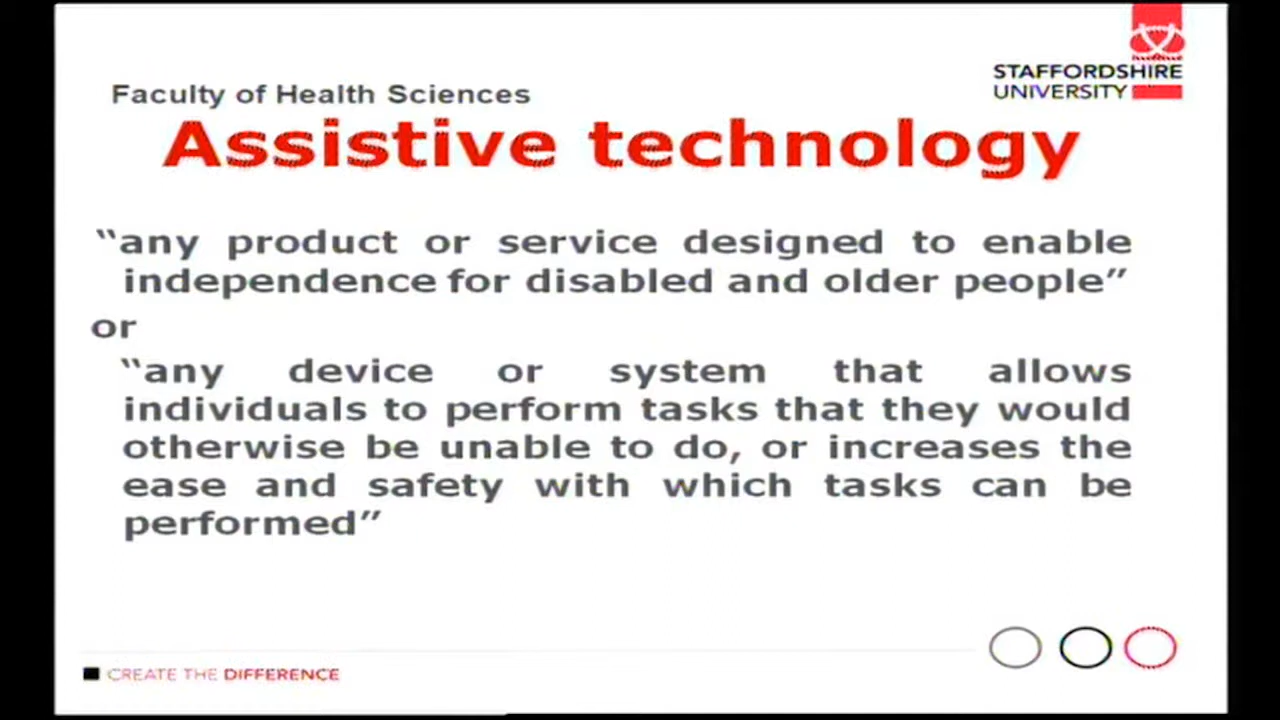 Faculty of Health Sciences
STAFFORDSHIRE
UNIVERSITY
Assistive technology
“any product or service designed to enable
independence for disabled and older people”
or
“any device or system that allows
individuals to perform tasks that they would
otherwise be unable to do, or increases the
ease and safety with which tasks can be
performed”
CREATE THE DIFFERENCE